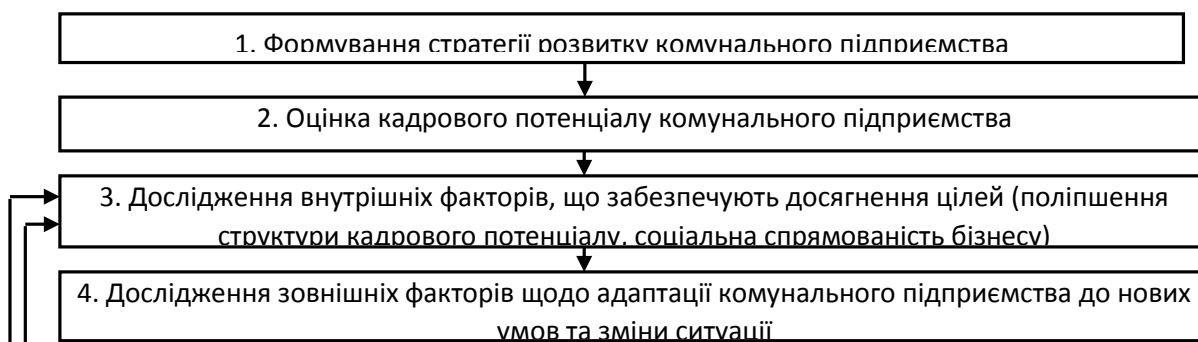 1. Формування стратегії розвитку комунального підприємства
2. Оцінка кадрового потенціалу комунального підприємства
3. Дослідження внутрішніх факторів, що забезпечують досягнення цілей (поліпшення
структури кадрового потенціалу, соціальна спрямованість бізнесу)
4. Дослідження зовнішніх факторів щодо адаптації комунального підприємства до нових
умов та зміни ситуації